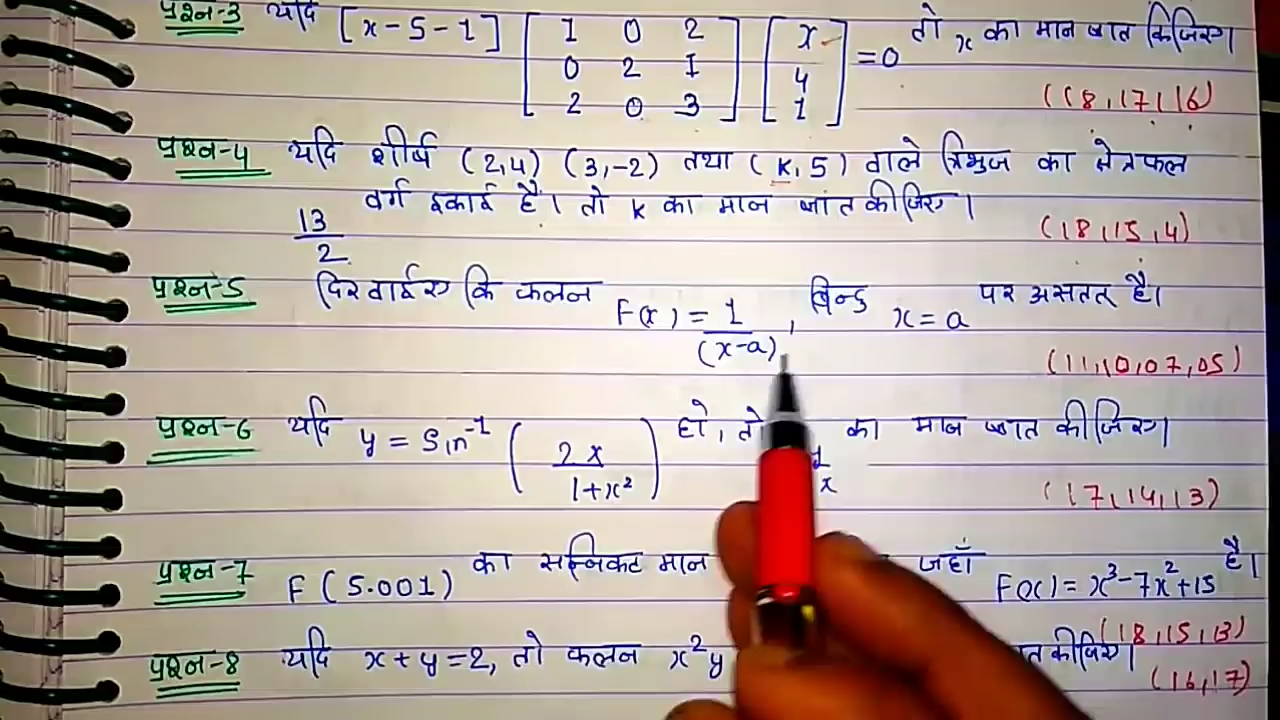 प्रश्न-3 यदि [x-5-1] [1 0 2 0 2 1 2 0 3] [x 4 1] =0 तो x का मान ज्ञात किजिए।
(18,17,16)
प्रश्न-4 यदि शीर्ष (2,4) (3,-2) तथा (K,5) वाले त्रिभुज का क्षेत्रफल
13/2 वर्ग इकाई है। तो k का मान ज्ञात कीजिए।
(18,15,4)
प्रश्न-5 दिखाईए कि कलन F(x) = 1/(x-a), बिन्दु x=a पर असतत् है।
(11,10,07,05)
प्रश्न-6 यदि y = Sin⁻¹ (2x/1+x²) हो, तो का मान ज्ञात कीजिए।
(17,14,13)
प्रश्न-7 F(5.001) का सन्निकट मान जहाँ F(x)= x³-7x²+15 है।
(18,15,13)
प्रश्न-8 यदि x+y=2, तो कलन x²y कीजिए।
(16,17)